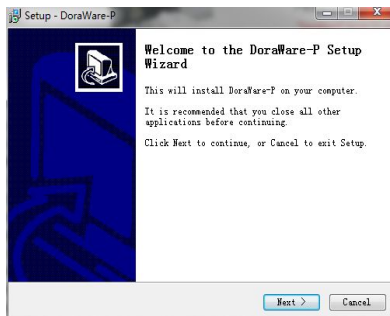 Setup - DoraWare-P
Welcome to the DoraWare-P Setup
Wizard
This will install DoraWare-P on your computer.
It is recommended that you close all other
applications before continuing.
Click Next to continue, or Cancel to exit Setup.
Next >
Cancel